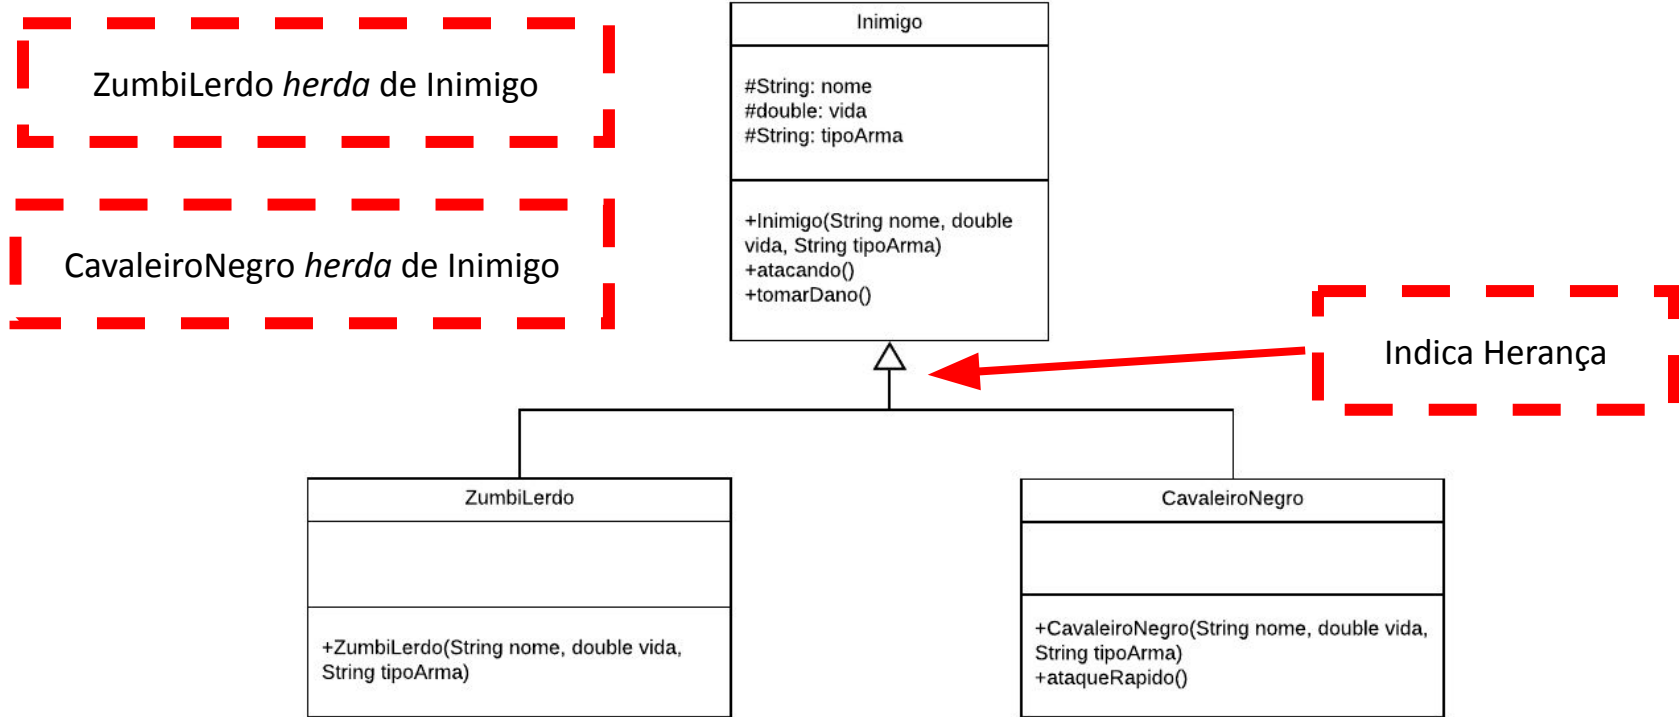 ZumbiLerdo herda de Inimigo
CavaleiroNegro herda de Inimigo
Inimigo
#String: nome
#double: vida
#String: tipoArma
+Inimigo(String nome, double
vida, String tipoArma)
+atacando()
+tomarDano()
Indica Herança
ZumbiLerdo
+ZumbiLerdo(String nome, double vida,
String tipoArma)
CavaleiroNegro
+CavaleiroNegro(String nome, double vida,
String tipoArma)
+ataqueRapido()